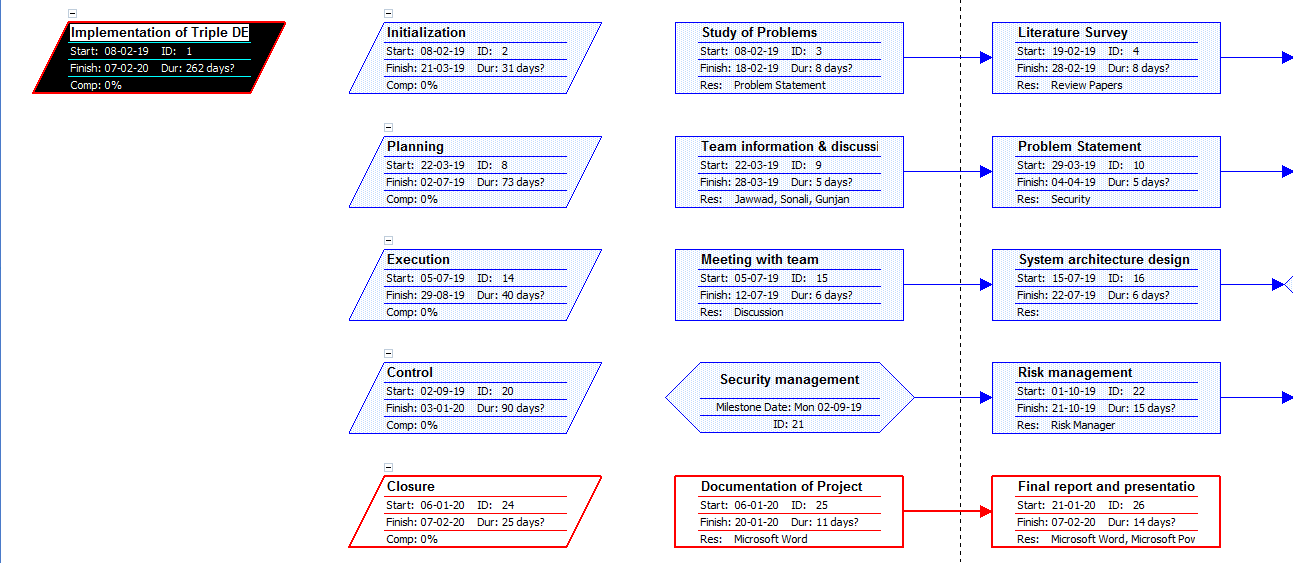 Implementation of Triple DE
Start: 08-02-19 ID: 1
Finish: 07-02-20 Dur: 262 days?
Comp: 0%
Initialization
Start: 08-02-19 ID: 2
Finish: 21-03-19 Dur: 31 days?
Comp: 0%
Study of Problems
Start: 08-02-19 ID: 3
Finish: 18-02-19 Dur: 8 days?
Res: Problem Statement
Literature Survey
Start: 19-02-19 ID: 4
Finish: 28-02-19 Dur: 8 days?
Res: Review Papers
Planning
Start: 22-03-19 ID: 8
Finish: 02-07-19 Dur: 73 days?
Comp: 0%
Team information & discussi
Start: 22-03-19 ID: 9
Finish: 28-03-19 Dur: 5 days?
Res: Jawwad, Sonali, Gunjan
Problem Statement
Start: 29-03-19 ID: 10
Finish: 04-04-19 Dur: 5 days?
Res: Security
Execution
Start: 05-07-19 ID: 14
Finish: 29-08-19 Dur: 40 days?
Comp: 0%
Meeting with team
Start: 05-07-19 ID: 15
Finish: 12-07-19 Dur: 6 days?
Res: Discussion
System architecture design
Start: 15-07-19 ID: 16
Finish: 22-07-19 Dur: 6 days?
Res:
Control
Start: 02-09-19 ID: 20
Finish: 03-01-20 Dur: 90 days?
Comp: 0%
Security management
Milestone Date: Mon 02-09-19
ID: 21
Risk management
Start: 01-10-19 ID: 22
Finish: 21-10-19 Dur: 15 days?
Res: Risk Manager
Closure
Start: 06-01-20 ID: 24
Finish: 07-02-20 Dur: 25 days?
Comp: 0%
Documentation of Project
Start: 06-01-20 ID: 25
Finish: 20-01-20 Dur: 11 days?
Res: Microsoft Word
Final report and presentatio
Start: 21-01-20 ID: 26
Finish: 07-02-20 Dur: 14 days?
Res: Microsoft Word, Microsoft Pov